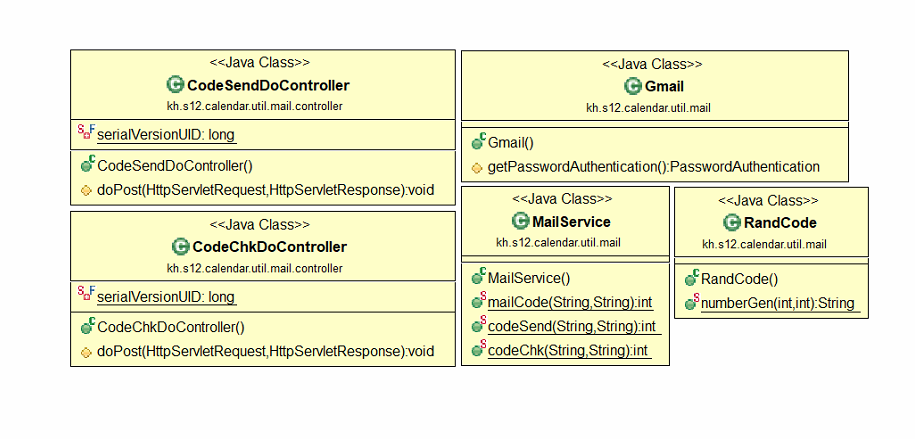 <<Java Class>>
CodeSendDoController
kh.s12.calendar.util.mail.controller
serialVersionUID: long
CodeSendDoController()
doPost(HttpServletRequest,HttpServletResponse):void
<<Java Class>>
CodeChkDoController
kh.s12.calendar.util.mail.controller
serialVersionUID: long
CodeChkDoController()
doPost(HttpServletRequest,HttpServletResponse):void
<<Java Class>>
Gmail
kh.s12.calendar.util.mail
Gmail()
getPasswordAuthentication():PasswordAuthentication
<<Java Class>>
MailService
kh.s12.calendar.util.mail
MailService()
mailCode(String,String):int
codeSend(String,String):int
codeChk(String,String):int
<<Java Class>>
RandCode
kh.s12.calendar.util.mail
RandCode()
numberGen(int,int):String